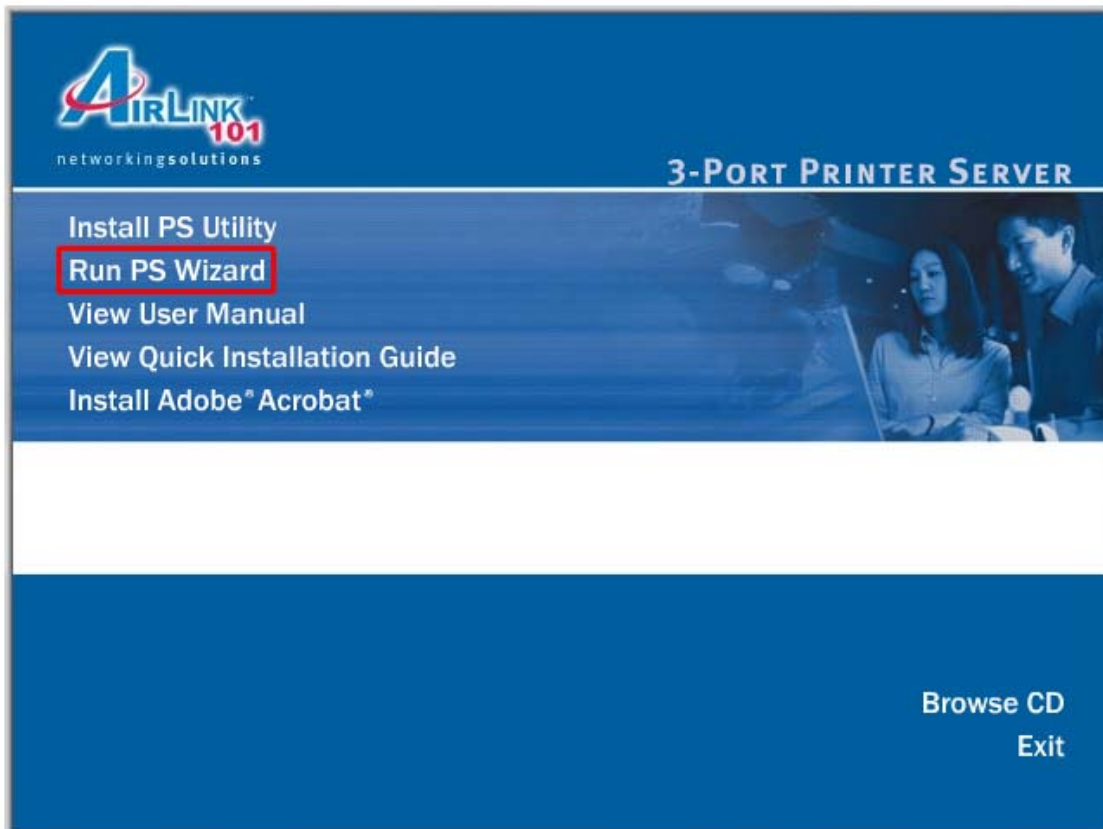 AIRLINK™
101
networkingsolutions
3-PORT PRINTER SERVER
Install PS Utility
Run PS Wizard
View User Manual
View Quick Installation Guide
Install Adobe® Acrobat®
Browse CD
Exit